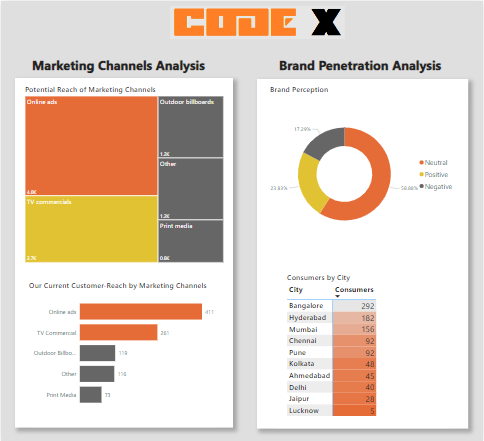 CODE X
Marketing Channels Analysis
Potential Reach of Marketing Channels
Online ads
4.0K
TV commercials
2.7K
Outdoor billboards
1.2K
Other
1.2K
Print media
0.8K
Our Current Customer-Reach by Marketing Channels
Online ads 411
TV Commercial 261
Outdoor Billbo... 119
Other 116
Print Media 73
Brand Penetration Analysis
Brand Perception
17.29%
23.83%
58.88%
Neutral
Positive
Negative
Consumers by City
City Consumers
Bangalore 292
Hyderabad 182
Mumbai 156
Chennai 92
Pune 92
Kolkata 48
Ahmedabad 45
Delhi 40
Jaipur 28
Lucknow 5